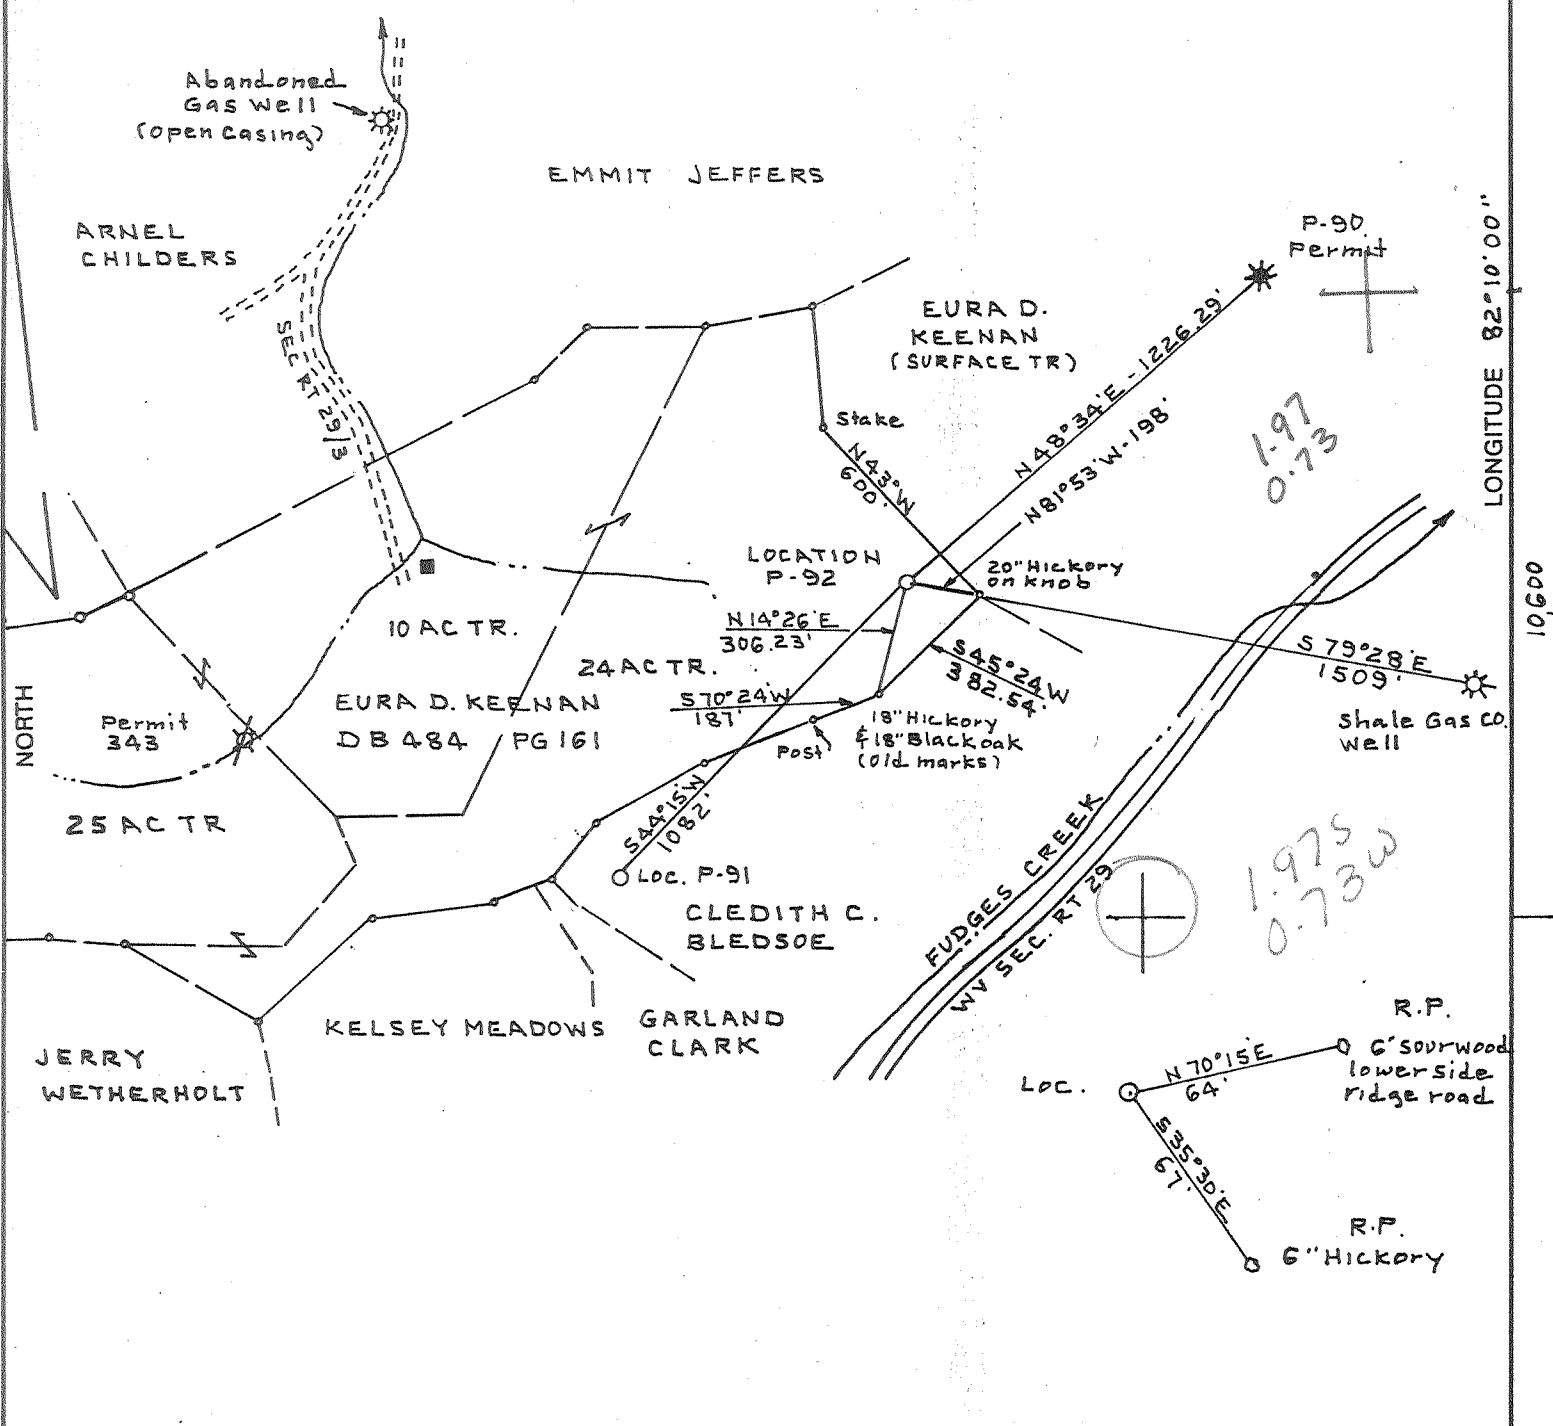 Abandoned
Gas Well
(open casing)
EMMIT JEFFERS
ARNEL
CHILDERS
SEC RT 29/3
P-90
Permit
LONGITUDE 82°10'00"
EURA D.
KEENAN
(SURFACE TR)
N48°34'E - 1226.29'
N81°53'W-198'
1.97
0.73
Stake
N43°W
600'
LOCATION
P-92
20"Hickory
on knob
10,600
10 AC TR.
N14°26'E
306.23'
24 AC TR.
S45°24'W
382.54'
S79°28'E
1509'
NORTH
Permit
343
EURA D. KEENAN
DB 484 PG 161
S70°24'W
187'
Post
18"Hickory
&18"Blackoak
(Old marks)
Shale Gas CO.
Well
25 AC TR
S44°15'W
1082'
LOC. P-91
CLEDITH C.
BLEDSOE
FUDGES CREEK
WV SEC. RT 29
1.97S
0.73W
KELSEY MEADOWS
GARLAND
CLARK
JERRY
WETHERHOLT
R.P.
6"Sourwood
lower side
ridge road
LOC.
N70°15'E
64'
S35°30'E
67'
R.P.
6"Hickory